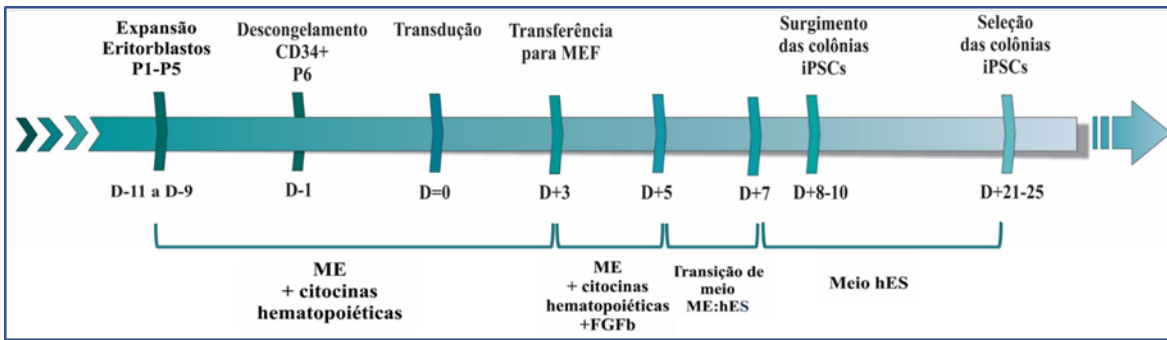 Expansão
Eritorblastos
P1-P5
Descongelamento
CD34+
P6
Transdução
Transferência
para MEF
Surgimento
das colônias
iPSCs
Seleção
das colônias
iPSCs
D-11 a D-9
D-1
D=0
D+3
D+5
D+7
D+8-10
D+21-25
ME
+ citocinas
hematopoiéticas
ME
+ citocinas
hematopoiéticas
+FGFb
Transição de
meio
ME:hES
Meio hES